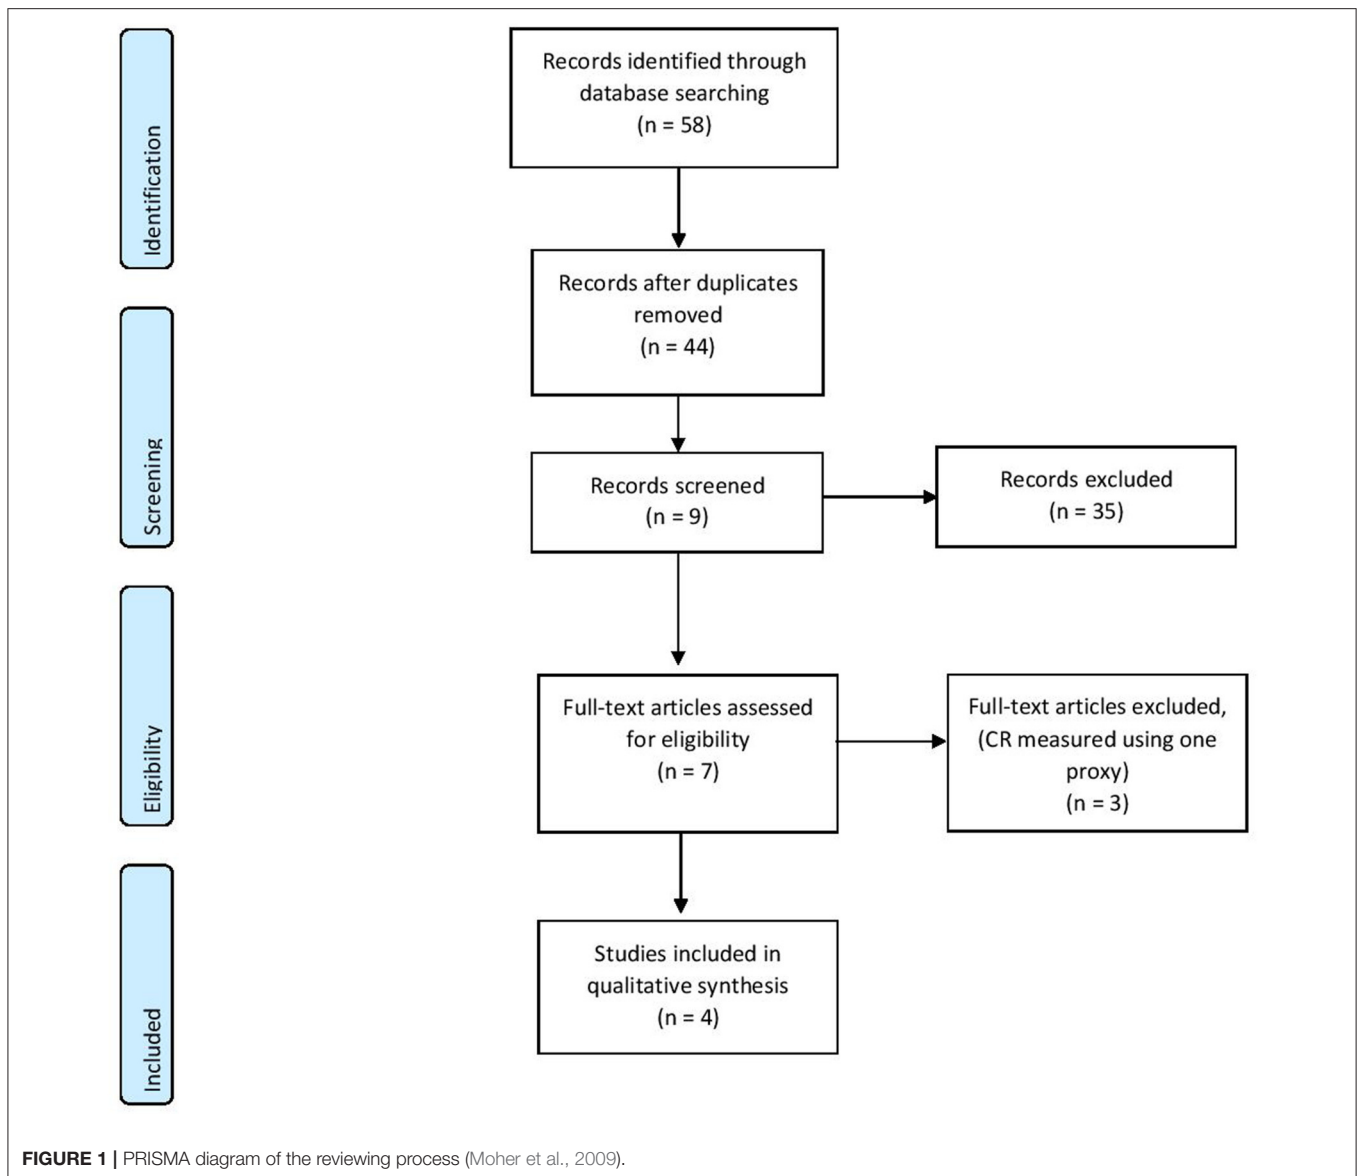 Identification
Records identified through
database searching
(n = 58)
Records after duplicates
removed
(n = 44)
Screening
Records screened
(n = 9)
Records excluded
(n = 35)
Eligibility
Full-text articles assessed
for eligibility
(n = 7)
Full-text articles excluded,
(CR measured using one
proxy)
(n = 3)
Included
Studies included in
qualitative synthesis
(n = 4)
FIGURE 1 | PRISMA diagram of the reviewing process (Moher et al., 2009).